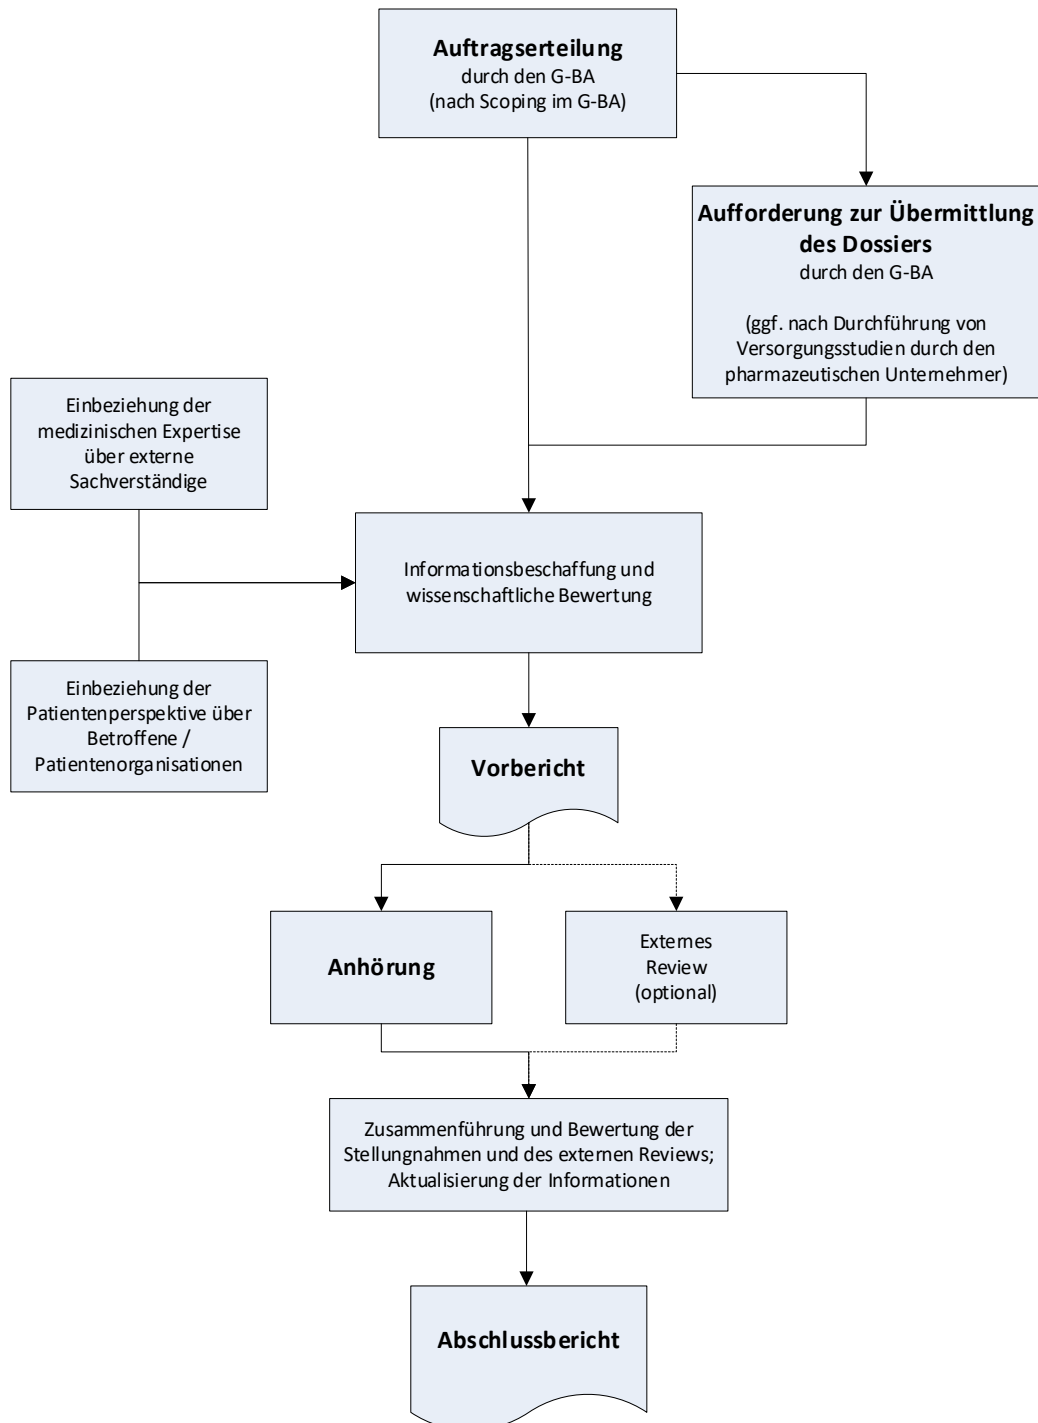 Auftragserteilung
durch den G-BA
(nach Scoping im G-BA)
Aufforderung zur Übermittlung
des Dossiers
durch den G-BA
(ggf. nach Durchführung von
Versorgungsstudien durch den
pharmazeutischen Unternehmer)
Einbeziehung der
medizinischen Expertise
über externe
Sachverständige
Informationsbeschaffung und
wissenschaftliche Bewertung
Einbeziehung der
Patientenperspektive über
Betroffene /
Patientenorganisationen
Vorbericht
Anhörung
Externes
Review
(optional)
Zusammenführung und Bewertung der
Stellungnahmen und des externen Reviews;
Aktualisierung der Informationen
Abschlussbericht